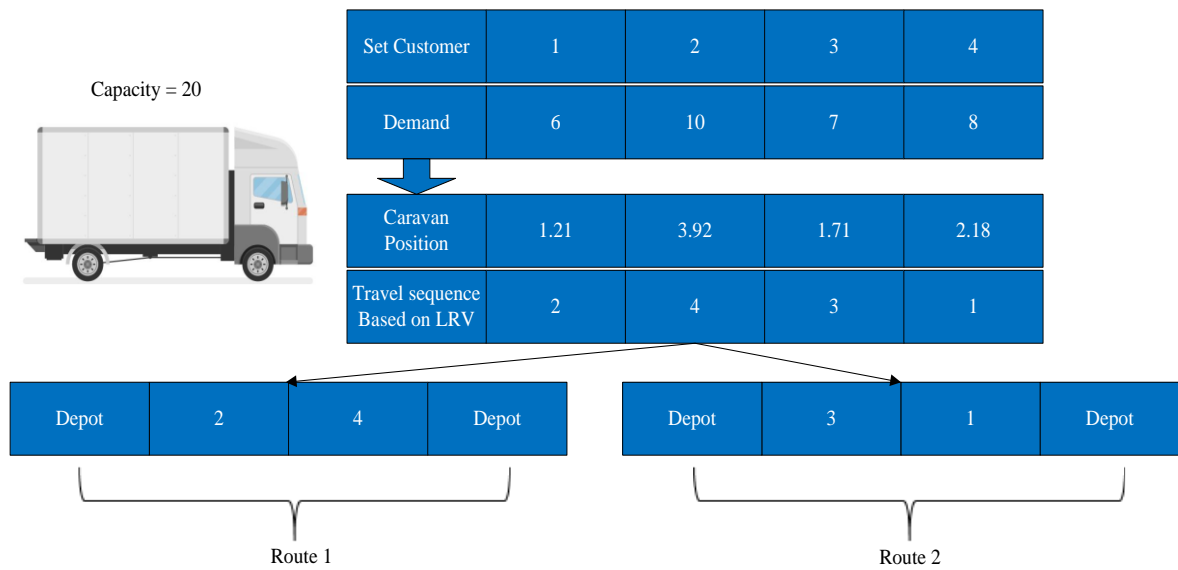 Capacity = 20
Set Customer 1 2 3 4
Demand 6 10 7 8
Caravan
Position 1.21 3.92 1.71 2.18
Travel sequence
Based on LRV 2 4 3 1
Depot 2 4 Depot
Depot 3 1 Depot
Route 1
Route 2